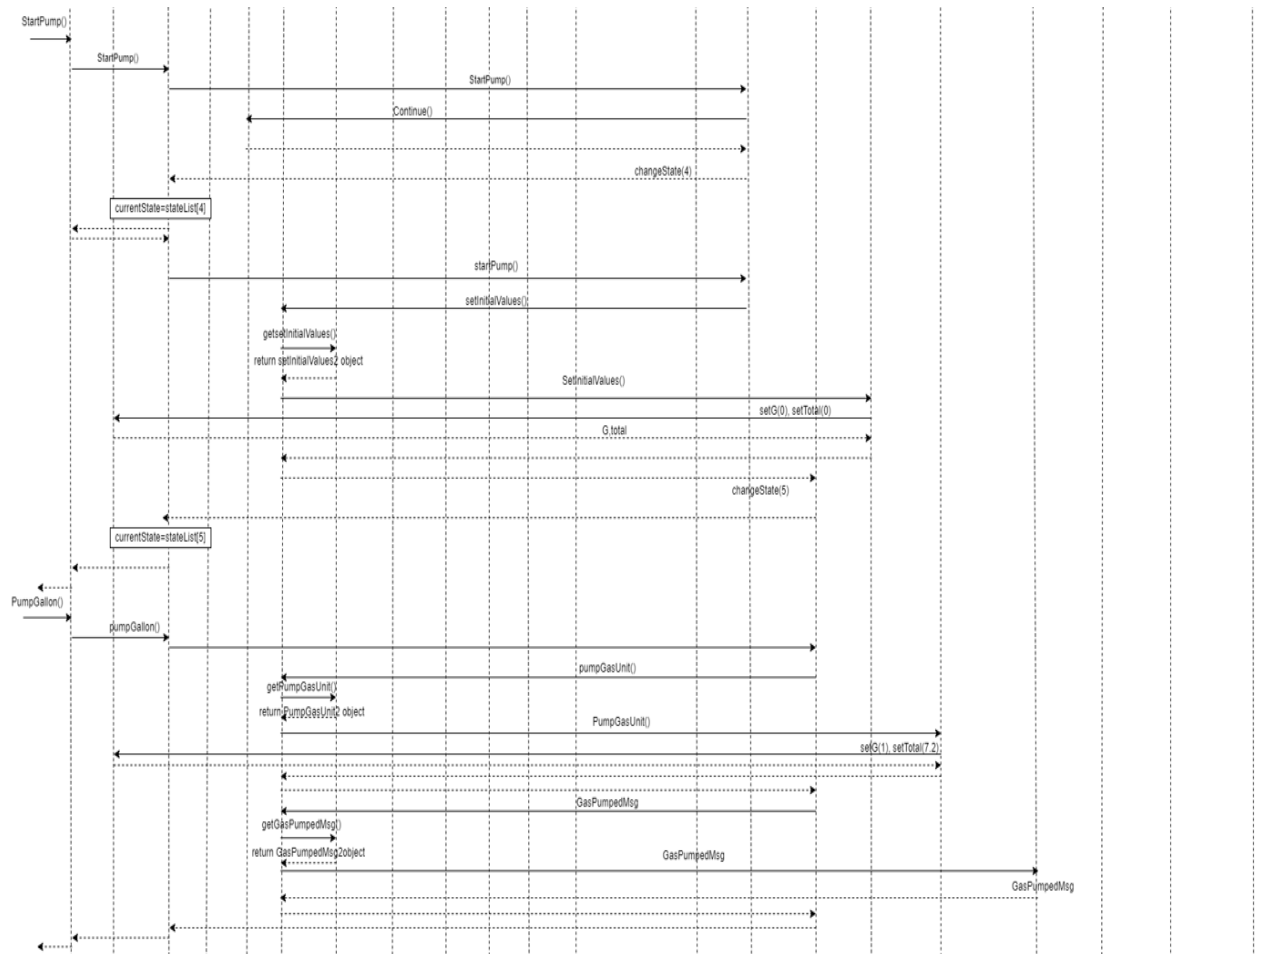 StartPump()
StartPump()
StartPump()
Continue()
changeState(4)
currentState=stateList[4]
startPump()
setInitialValues()
getsetInitialValues()
return setInitialValues2 object
SetInitialValues()
setG(0), setTotal(0)
G,total
changeState(5)
currentState=stateList[5]
PumpGallon()
pumpGallon()
pumpGasUnit()
getPumpGasUnit()
return PumpGasUnit2 object
PumpGasUnit()
setG(1), setTotal(7.2)
GasPumpedMsg
getGasPumpedMsg()
return GasPumpedMsg2object
GasPumpedMsg
GasPumpedMsg